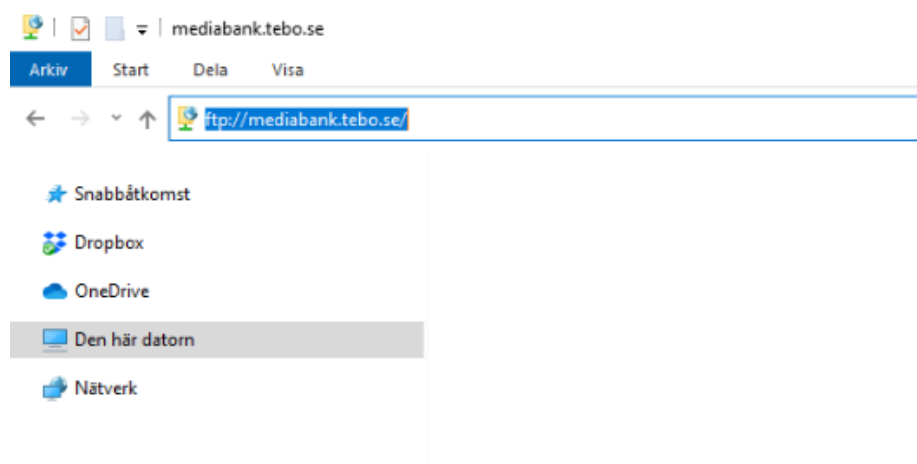 mediabank.tebo.se
Arkiv Start Dela Visa
ftp://mediabank.tebo.se/
Snabbåtkomst
Dropbox
OneDrive
Den här datorn
Nätverk